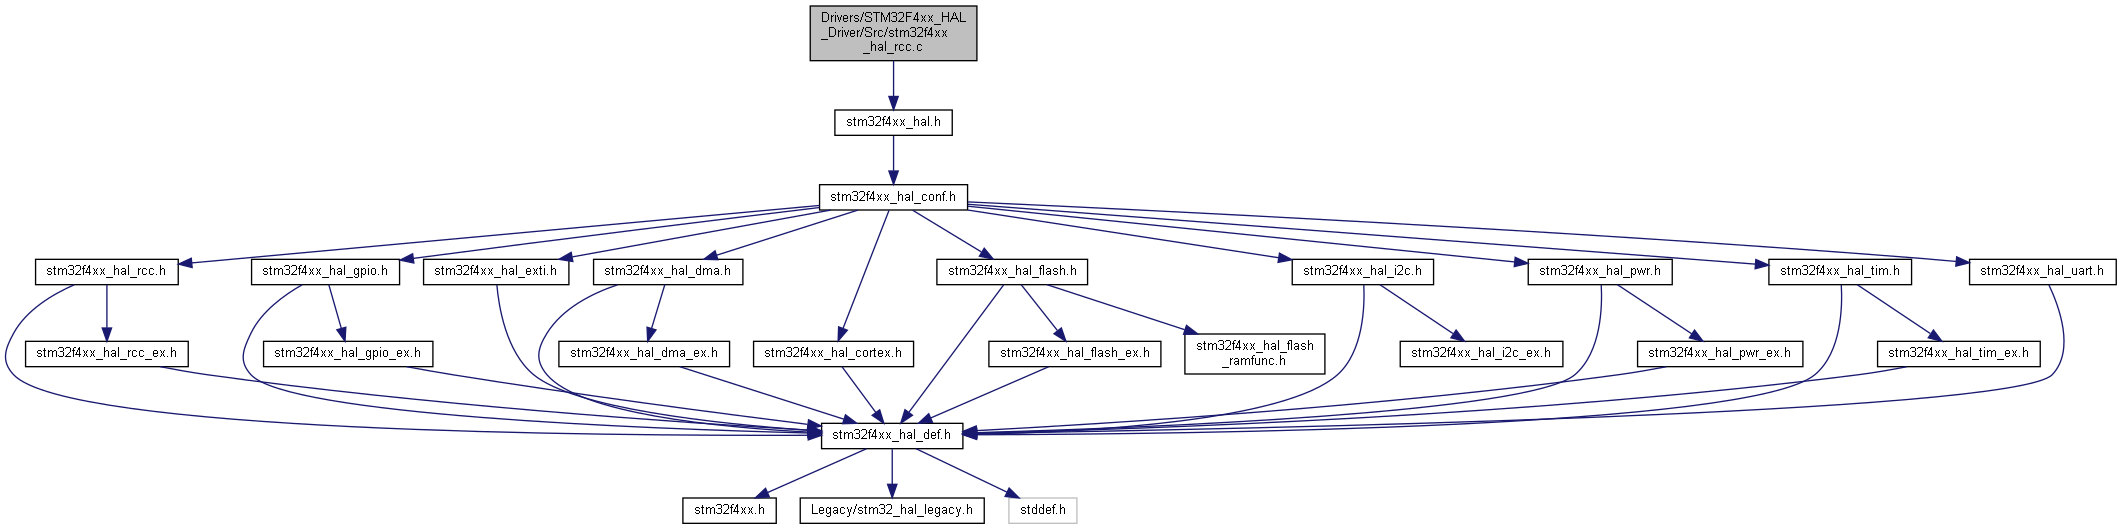 Drivers/STM32F4xx_HAL
_Driver/Src/stm32f4xx
_hal_rcc.c
stm32f4xx_hal.h
stm32f4xx_hal_conf.h
stm32f4xx_hal_rcc.h
stm32f4xx_hal_gpio.h
stm32f4xx_hal_exti.h
stm32f4xx_hal_dma.h
stm32f4xx_hal_flash.h
stm32f4xx_hal_i2c.h
stm32f4xx_hal_pwr.h
stm32f4xx_hal_tim.h
stm32f4xx_hal_uart.h
stm32f4xx_hal_rcc_ex.h
stm32f4xx_hal_gpio_ex.h
stm32f4xx_hal_dma_ex.h
stm32f4xx_hal_cortex.h
stm32f4xx_hal_flash_ex.h
stm32f4xx_hal_flash
_ramfunc.h
stm32f4xx_hal_i2c_ex.h
stm32f4xx_hal_pwr_ex.h
stm32f4xx_hal_tim_ex.h
stm32f4xx_hal_def.h
stm32f4xx.h
Legacy/stm32_hal_legacy.h
stddef.h